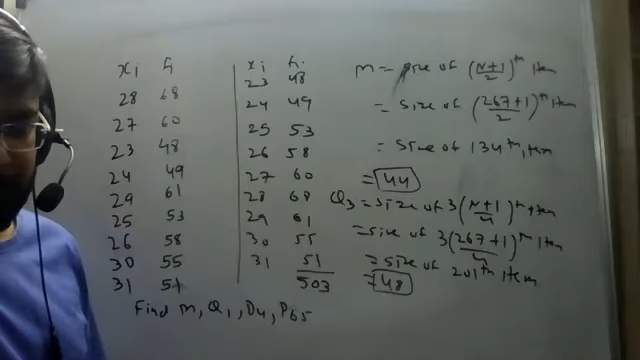 xi fi
28 68
27 60
23 48
24 49
29 61
25 53
26 58
30 55
31 51
Find M, Q1, D4, P65
xi fi.
23 48
24 49
25 53
26 58
27 60
28 68
29 61
30 55
31 51
503
M = size of (N+1/2)th Item
= Size of (267+1/2)th Item
= Size of 134th item
= 44
Q3 = size of 3(N+1/4)th item
= size of 3(267+1/4)th Item
= size of 201th Item
= 48